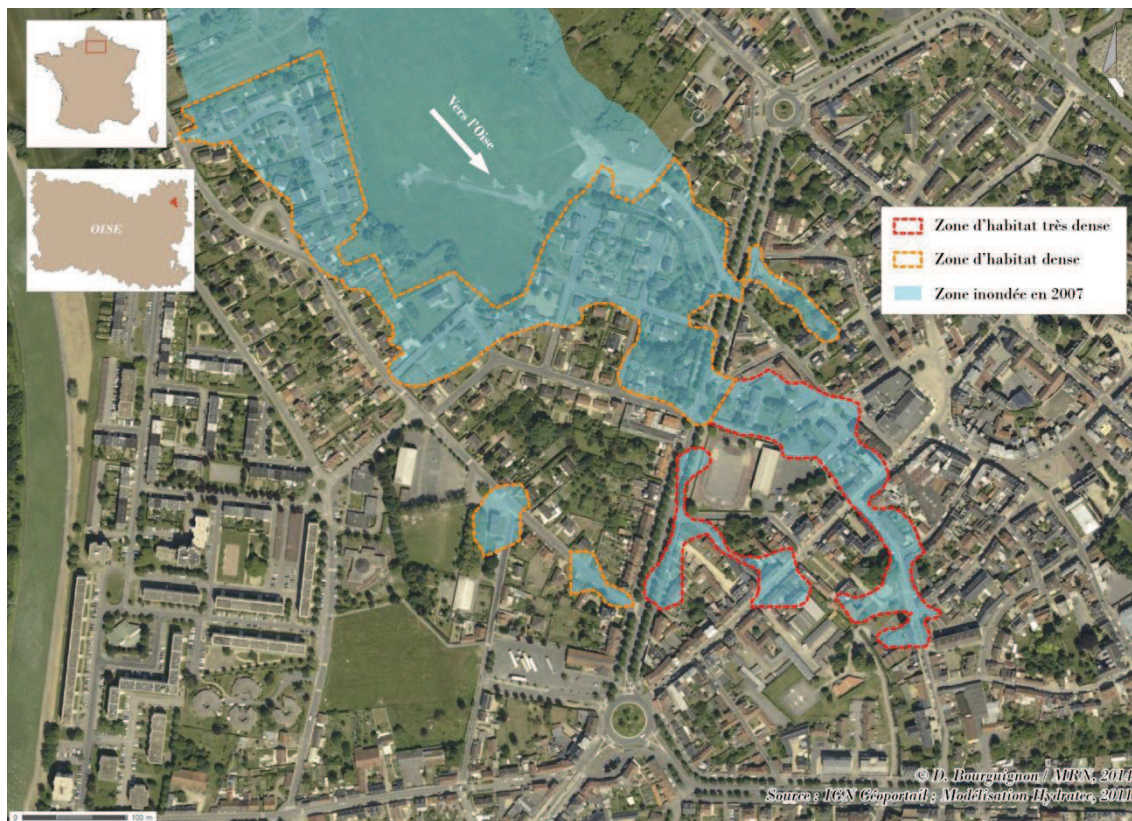 Vers l'Oise
OISE
Zone d'habitat très dense
Zone d'habitat dense
Zone inondée en 2007
© D. Bourguignon / MRN, 2014
Source : IGN Géoportail ; Modélisation Hydratec, 2011
0 100 m